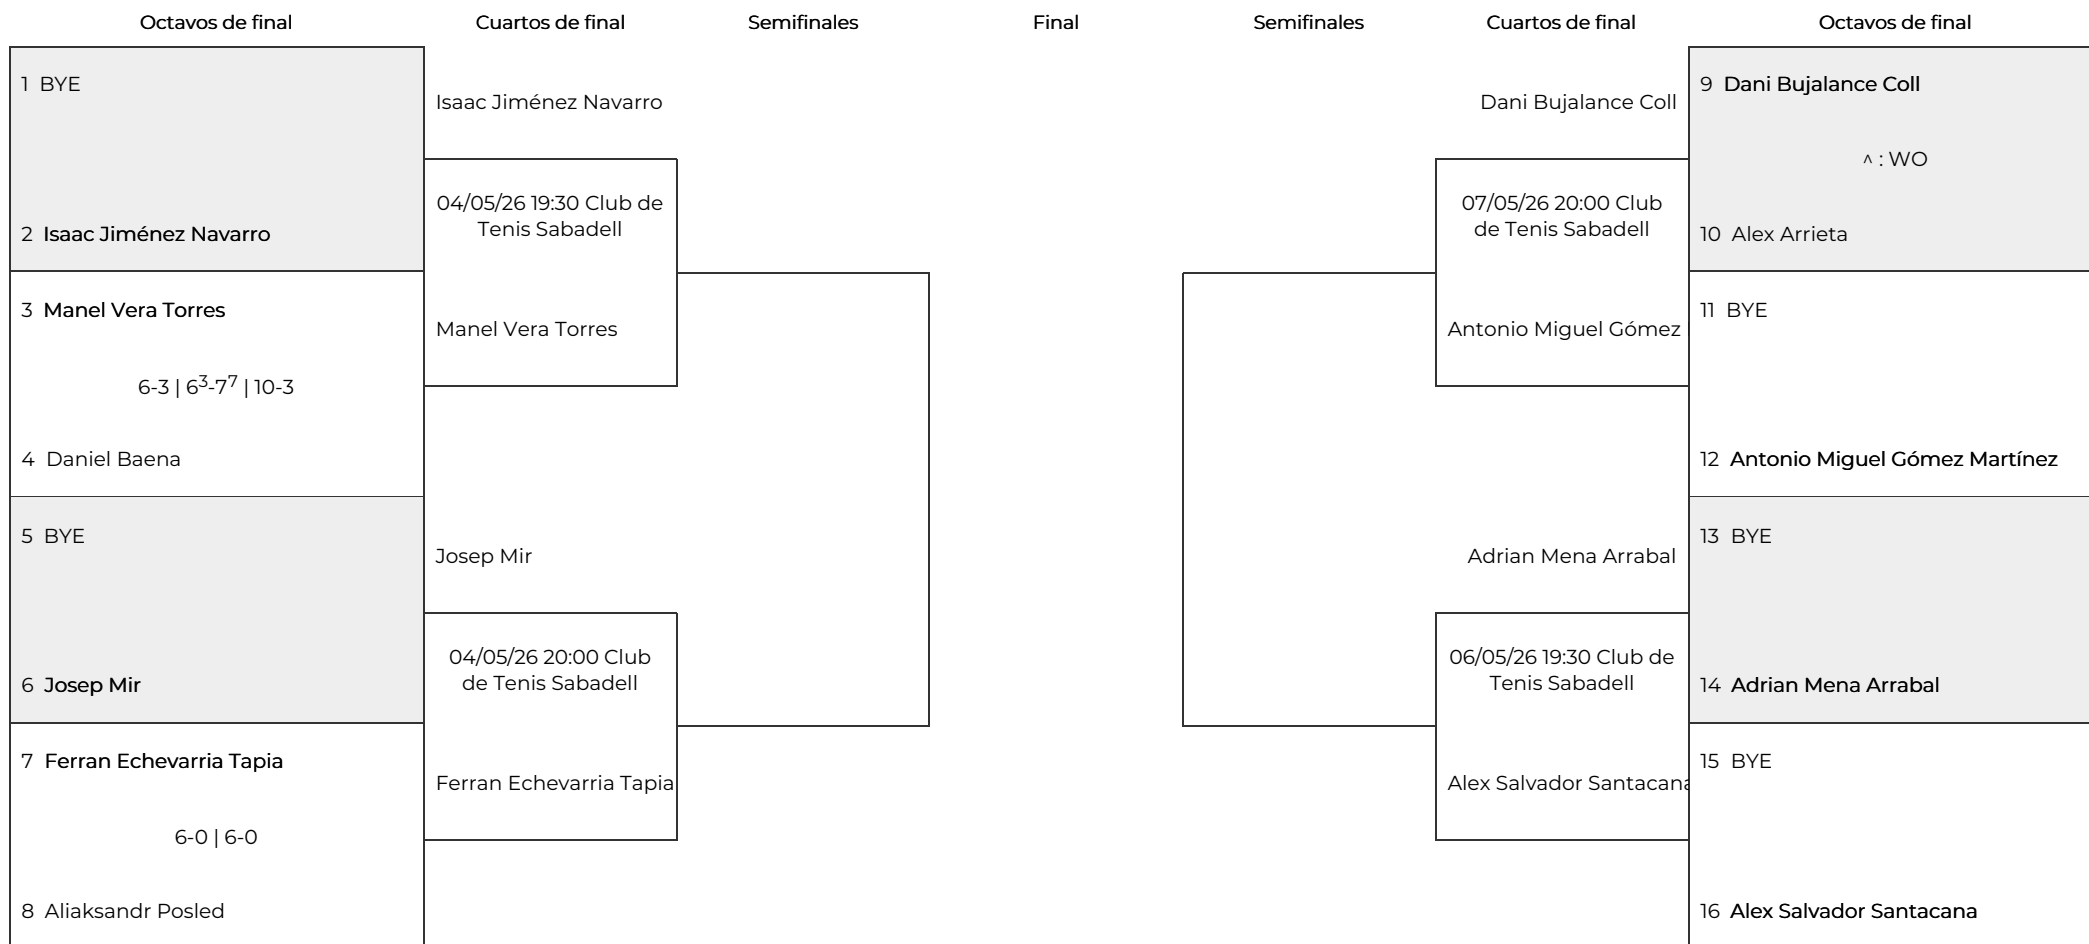 Octavos de final
Cuartos de final
Semifinales
Final
Semifinales
Cuartos de final
Octavos de final
1 BYE
2 Isaac Jiménez Navarro
3 Manel Vera Torres
6-3 | 6³-7⁷ | 10-3
4 Daniel Baena
5 BYE
6 Josep Mir
7 Ferran Echevarria Tapia
6-0 | 6-0
8 Aliaksandr Posled
Isaac Jiménez Navarro
04/05/26 19:30 Club de
Tenis Sabadell
Manel Vera Torres
Josep Mir
04/05/26 20:00 Club
de Tenis Sabadell
Ferran Echevarria Tapia
Dani Bujalance Coll
07/05/26 20:00 Club
de Tenis Sabadell
Antonio Miguel Gómez
Adrian Mena Arrabal
06/05/26 19:30 Club de
Tenis Sabadell
Alex Salvador Santacana
9 Dani Bujalance Coll
^ : WO
10 Alex Arrieta
11 BYE
12 Antonio Miguel Gómez Martínez
13 BYE
14 Adrian Mena Arrabal
15 BYE
16 Alex Salvador Santacana